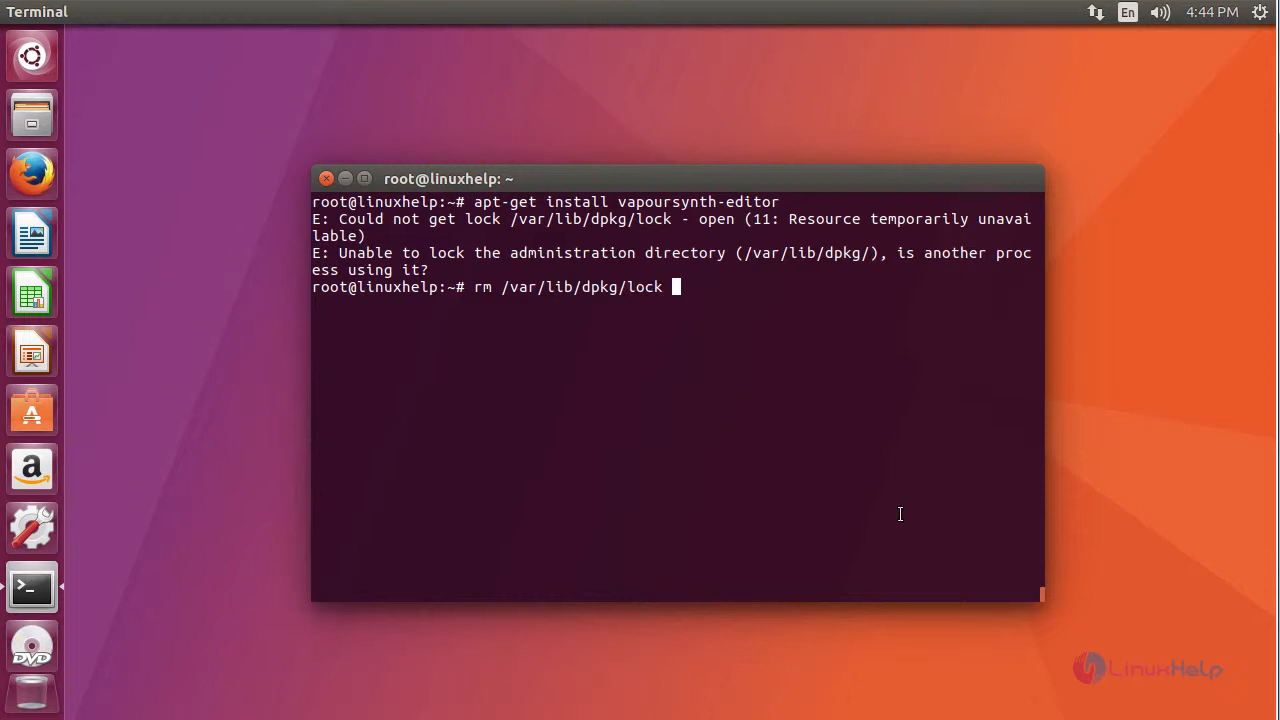 Terminal
En
4:44 PM
root@linuxhelp: ~
root@linuxhelp:~# apt-get install vapoursynth-editor
E: Could not get lock /var/lib/dpkg/lock - open (11: Resource temporarily unavai
lable)
E: Unable to lock the administration directory (/var/lib/dpkg/), is another proc
ess using it?
root@linuxhelp:~# rm /var/lib/dpkg/lock
A
a
>_
DVD
LinuxHelp